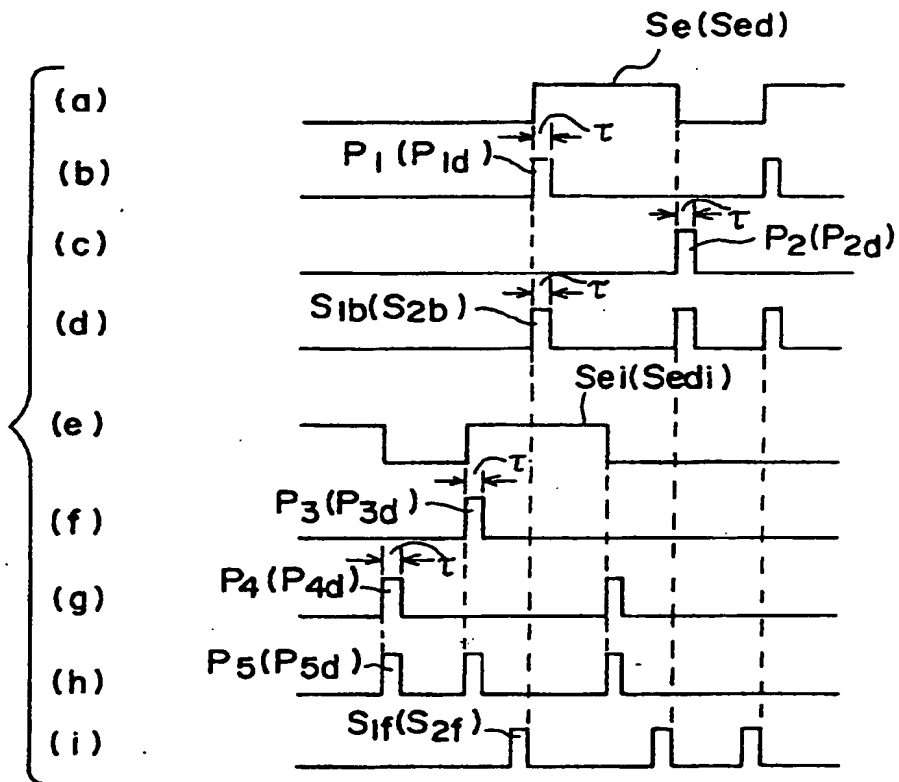 Se(Sed)
(a)
τ
(b) P1(P1d)
τ
(c) P2(P2d)
τ
(d) S1b(S2b)
Sei(Sedi)
(e)
τ
(f) P3(P3d)
τ
(g) P4(P4d)
(h) P5(P5d)
(i) S1f(S2f)